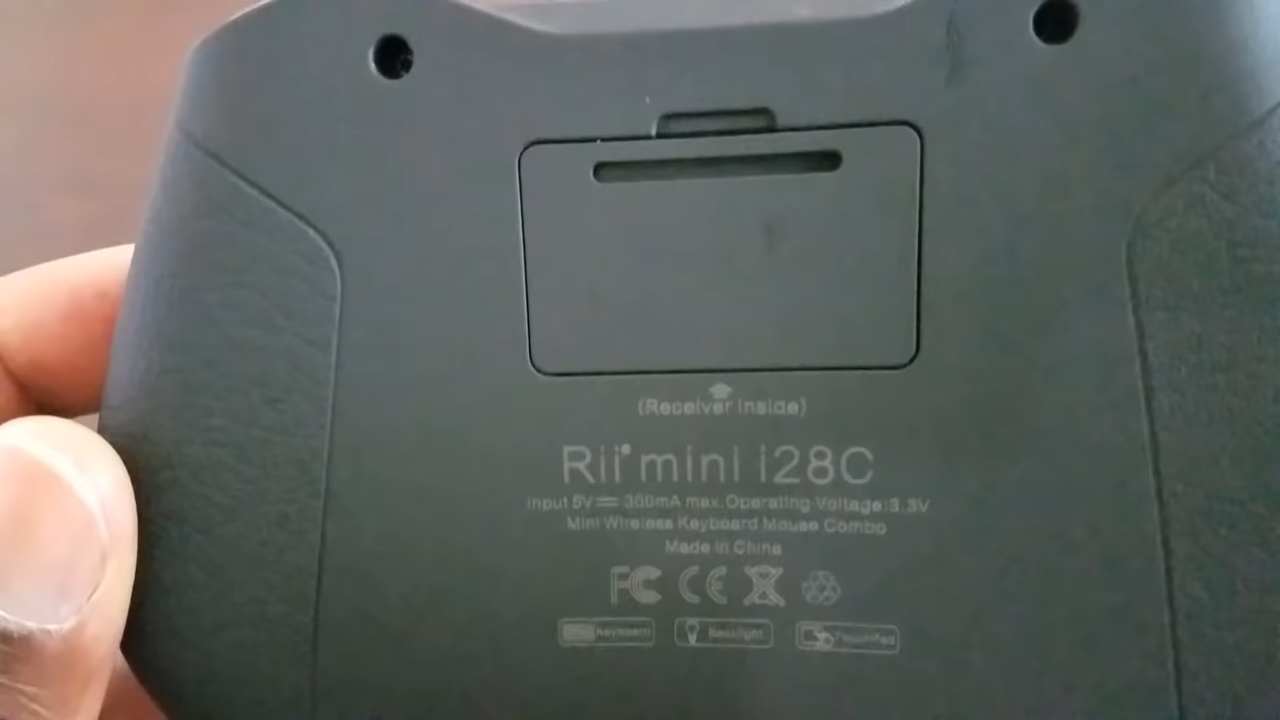 (Receiver Inside)
Rii mini i28C
Input 5V 300mA max. Operating Voltage:3.3V
Mini Wireless Keyboard Mouse Combo
Made in China
FC CE
Keyboard Backlight TouchPad